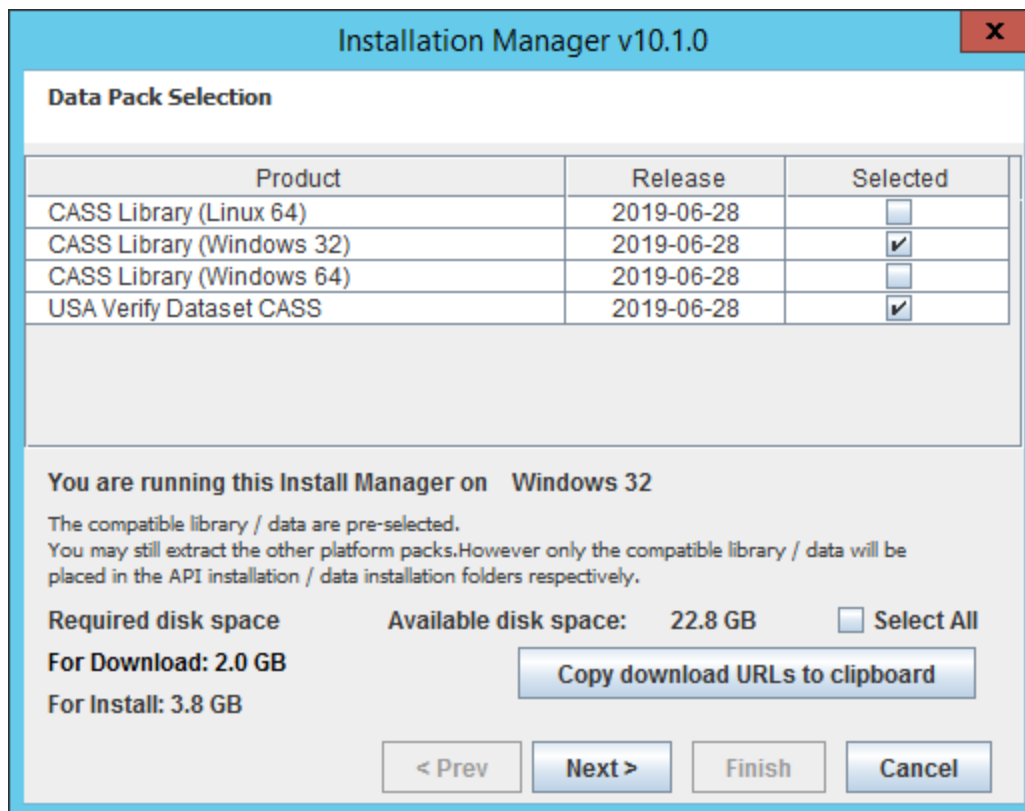 Installation Manager v10.1.0
x
Data Pack Selection
Product Release Selected
CASS Library (Linux 64) 2019-06-28
CASS Library (Windows 32) 2019-06-28
CASS Library (Windows 64) 2019-06-28
USA Verify Dataset CASS 2019-06-28
You are running this Install Manager on Windows 32
The compatible library / data are pre-selected.
You may still extract the other platform packs.However only the compatible library / data will be
placed in the API installation / data installation folders respectively.
Required disk space Available disk space: 22.8 GB Select All
For Download: 2.0 GB
Copy download URLs to clipboard
For Install: 3.8 GB
< Prev Next > Finish Cancel